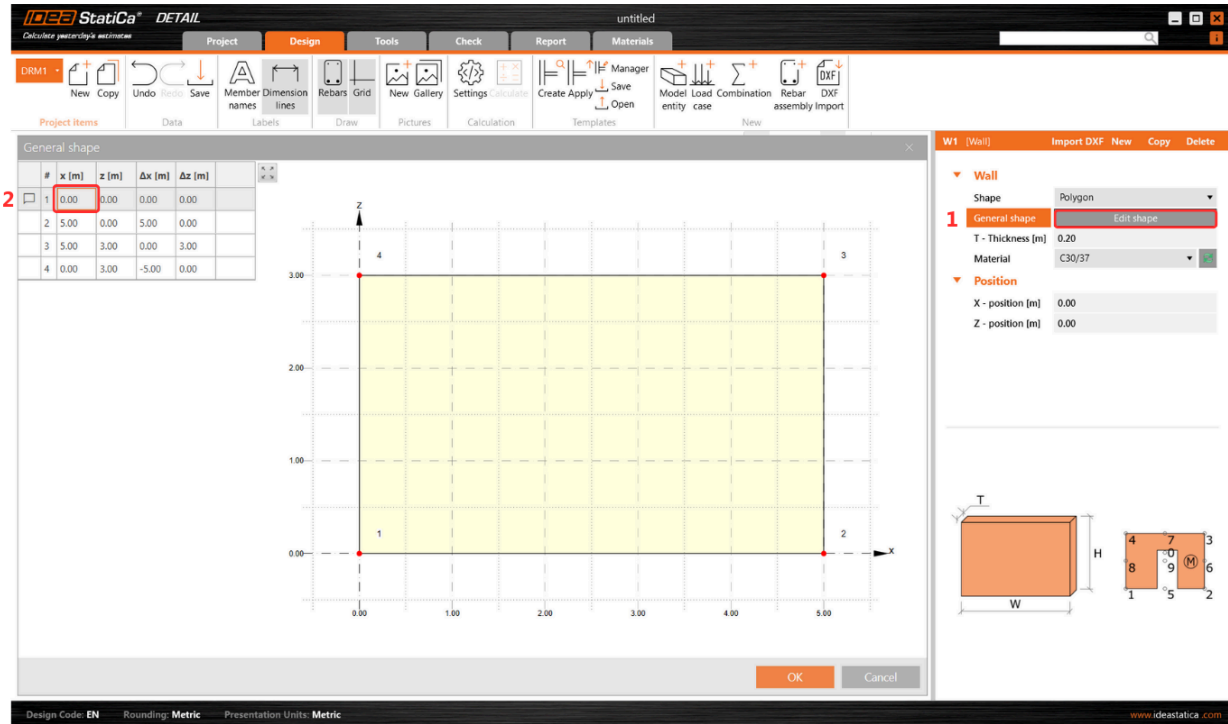 IDEA StatiCa® DETAIL
untitled
Calculate yesterday's estimates
Project Design Tools Check Report Materials
DRM1
New Copy Undo Redo Save Member names Dimension lines Rebars Grid New Gallery Settings Calculate Create Apply Manager Save Open Model entity Load case Combination Rebar assembly DXF Import
DXF
Project items Data Labels Draw Pictures Calculation Templates New
General shape
# x [m] z [m] Δx [m] Δz [m]
2 1 0.00 0.00 0.00 0.00
2 5.00 0.00 5.00 0.00
3 5.00 3.00 0.00 3.00
4 0.00 3.00 -5.00 0.00
z
4 3
3.00
2.00
1.00
1 2
0.00 x
0.00 1.00 2.00 3.00 4.00 5.00
OK Cancel
W1 [Wall] Import DXF New Copy Delete
Wall
Shape Polygon
1 General shape Edit shape
T - Thickness [m] 0.20
Material C30/37
Position
X - position [m] 0.00
Z - position [m] 0.00
T
H
W
4 7 3
0
8 9 M 6
1 5 2
Design Code: EN Rounding: Metric Presentation Units: Metric
www.ideastatica.com